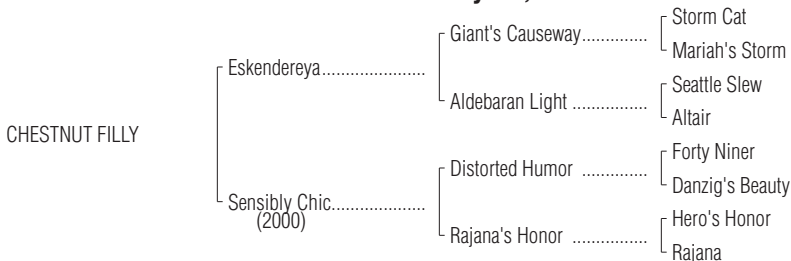 Storm Cat
Giant's Causeway..............
Mariah's Storm
Eskendereya......................
Seattle Slew
Aldebaran Light ................
Altair
CHESTNUT FILLY
Forty Niner
Distorted Humor ..............
Danzig's Beauty
Sensibly Chic....................
(2000)
Hero's Honor
Rajana's Honor ................
Rajana